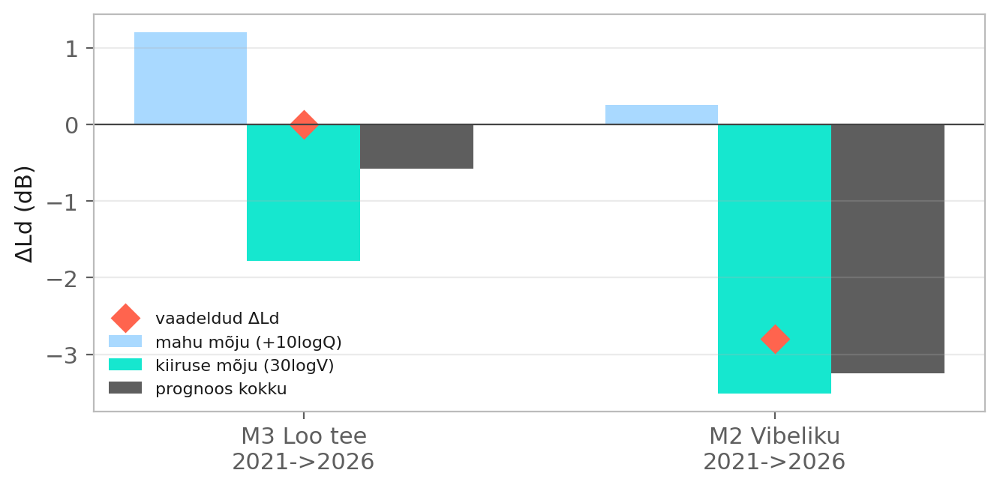 ΔLd (dB)
1
0
−1
−2
−3
vaadeldud ΔLd
mahu mõju (+10logQ)
kiiruse mõju (30logV)
prognoos kokku
M3 Loo tee
2021->2026
M2 Vibeliku
2021->2026